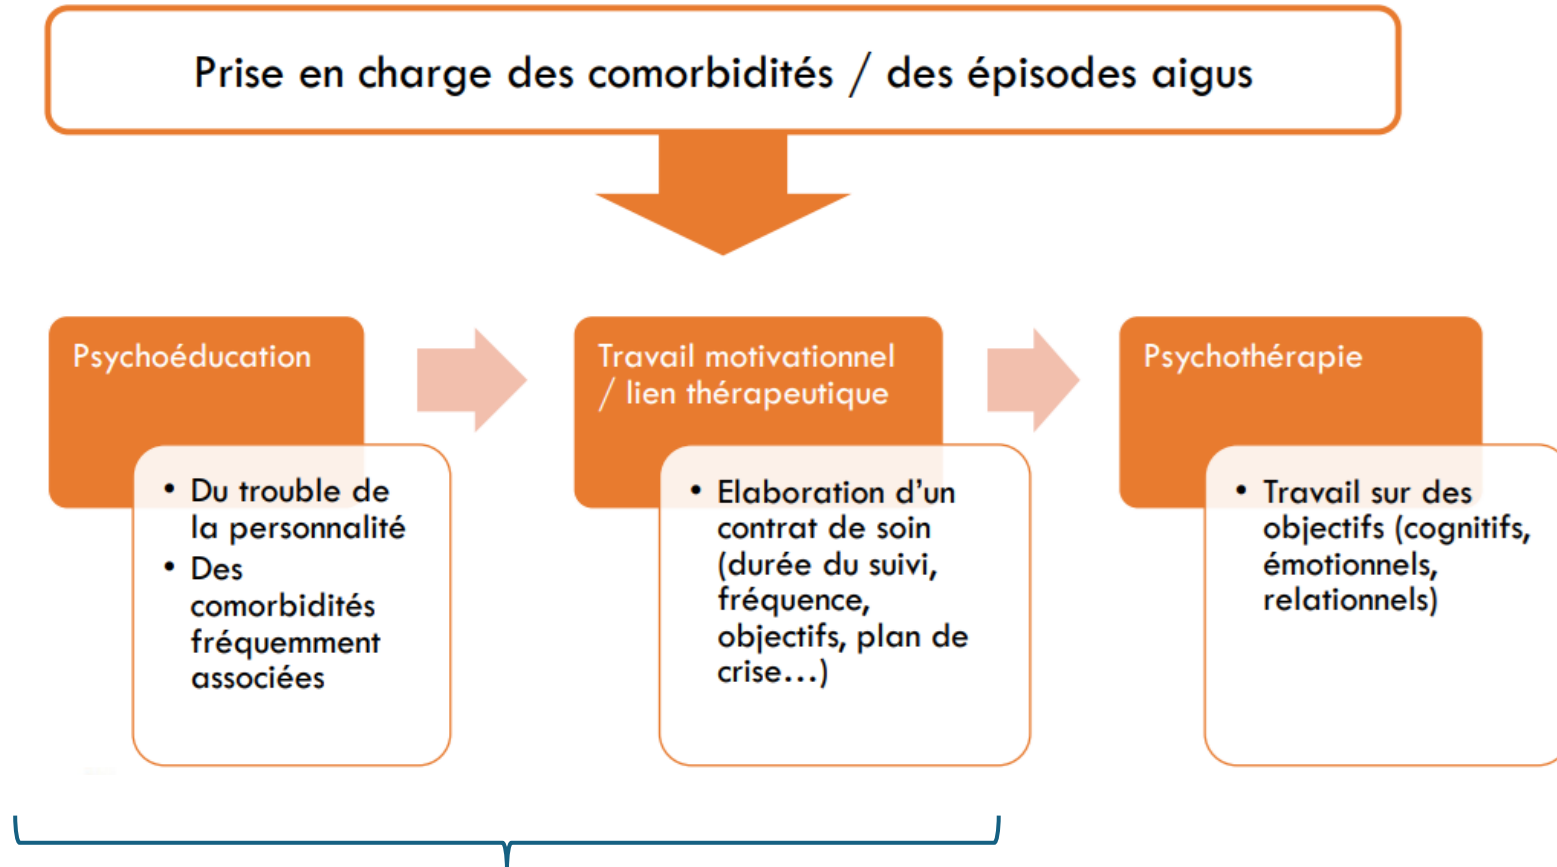 Prise en charge des comorbidités / des épisodes aigus
Psychoéducation
• Du trouble de
la personnalité
• Des
comorbidités
fréquemment
associées
Travail motivationnel
/ lien thérapeutique
• Elaboration d’un
contrat de soin
(durée du suivi,
fréquence,
objectifs, plan de
crise…)
Psychothérapie
• Travail sur des
objectifs (cognitifs,
émotionnels,
relationnels)